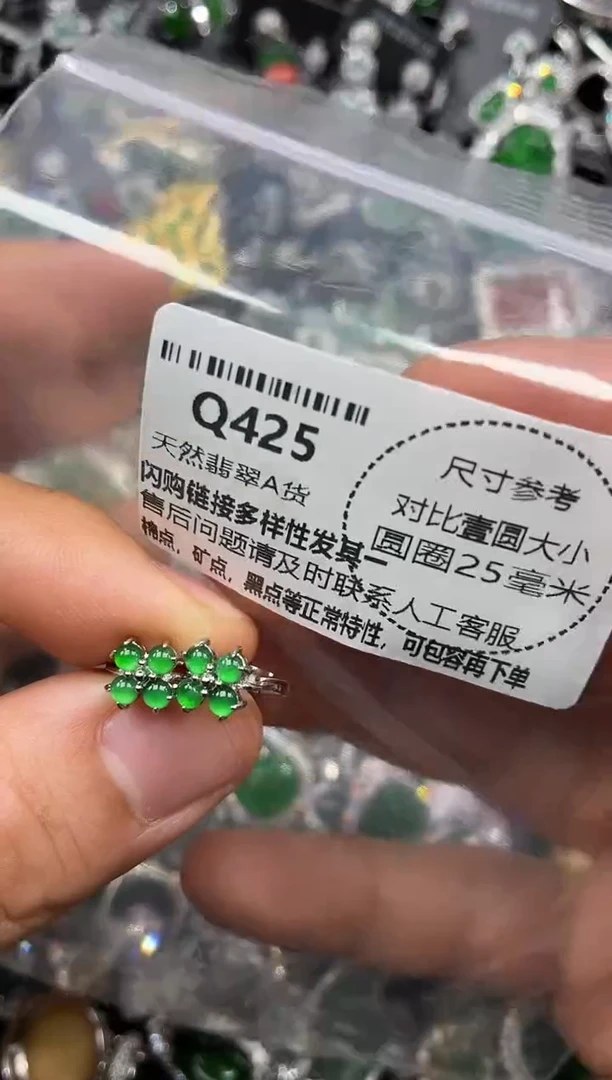 Q425
天然翡翠A货
闪购链接多样性发其一
售后问题请及时联系人工客服
棉点，矿点，黑点等正常特性，可包容再下单
尺寸参考
对比壹圆大小
圆圈25毫米